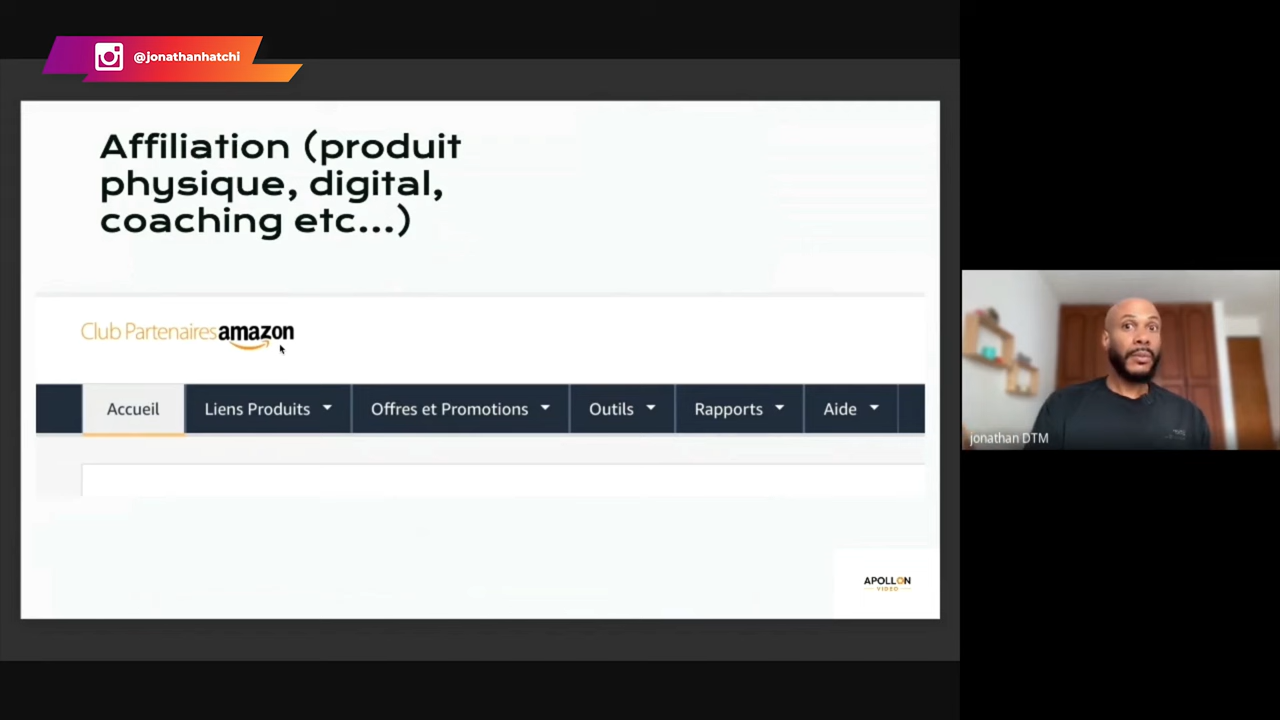 @jonathanhatchi
Affiliation (produit
physique, digital,
coaching etc...)
Club Partenaires amazon
Accueil
Liens Produits
Offres et Promotions
Outils
Rapports
Aide
APOLLON
VIDEO
jonathan DTM